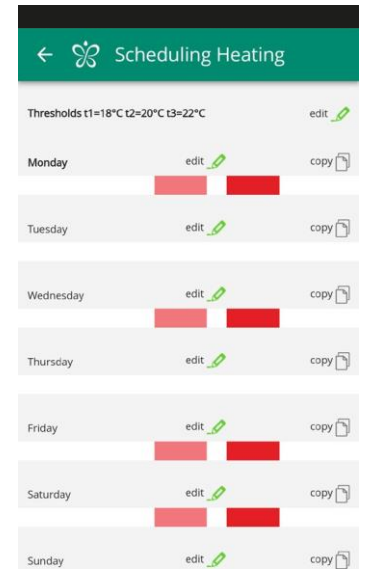 Scheduling Heating
Thresholds t1=18°C t2=20°C t3=22°C edit
Monday edit copy
Tuesday edit copy
Wednesday edit copy
Thursday edit copy
Friday edit copy
Saturday edit copy
Sunday edit copy